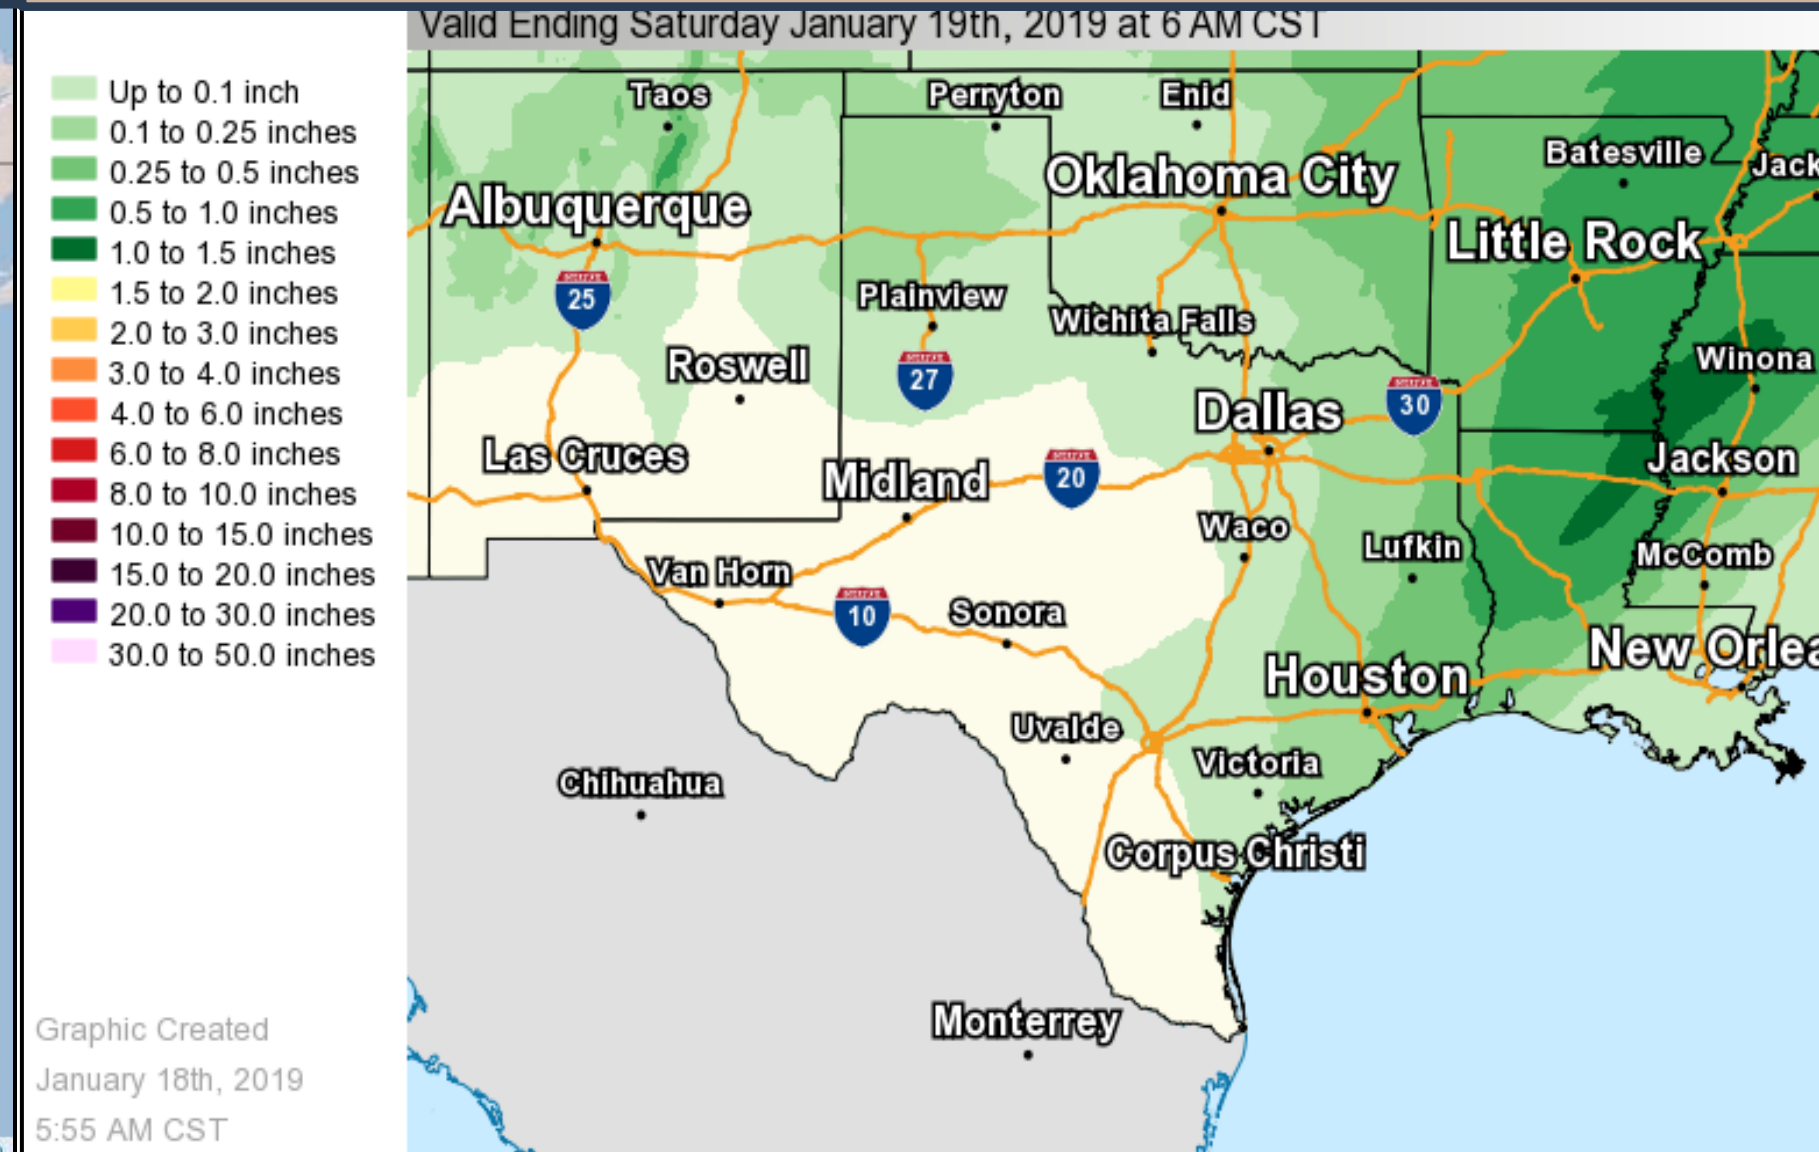 Valid Ending Saturday January 19th, 2019 at 6 AM CST
Up to 0.1 inch
0.1 to 0.25 inches
0.25 to 0.5 inches
0.5 to 1.0 inches
1.0 to 1.5 inches
1.5 to 2.0 inches
2.0 to 3.0 inches
3.0 to 4.0 inches
4.0 to 6.0 inches
6.0 to 8.0 inches
8.0 to 10.0 inches
10.0 to 15.0 inches
15.0 to 20.0 inches
20.0 to 30.0 inches
30.0 to 50.0 inches
Graphic Created
January 18th, 2019
5:55 AM CST
Taos
Perryton
Enid
Batesville
Jack
Oklahoma City
Albuquerque
Little Rock
25
Plainview
Wichita Falls
Winona
Roswell
27
30
Dallas
Las Cruces
Midland
20
Jackson
Waco
Lufkin
McComb
Van Horn
10
Sonora
New Orlea
Houston
Uvalde
Victoria
Chihuahua
Corpus Christi
Monterrey